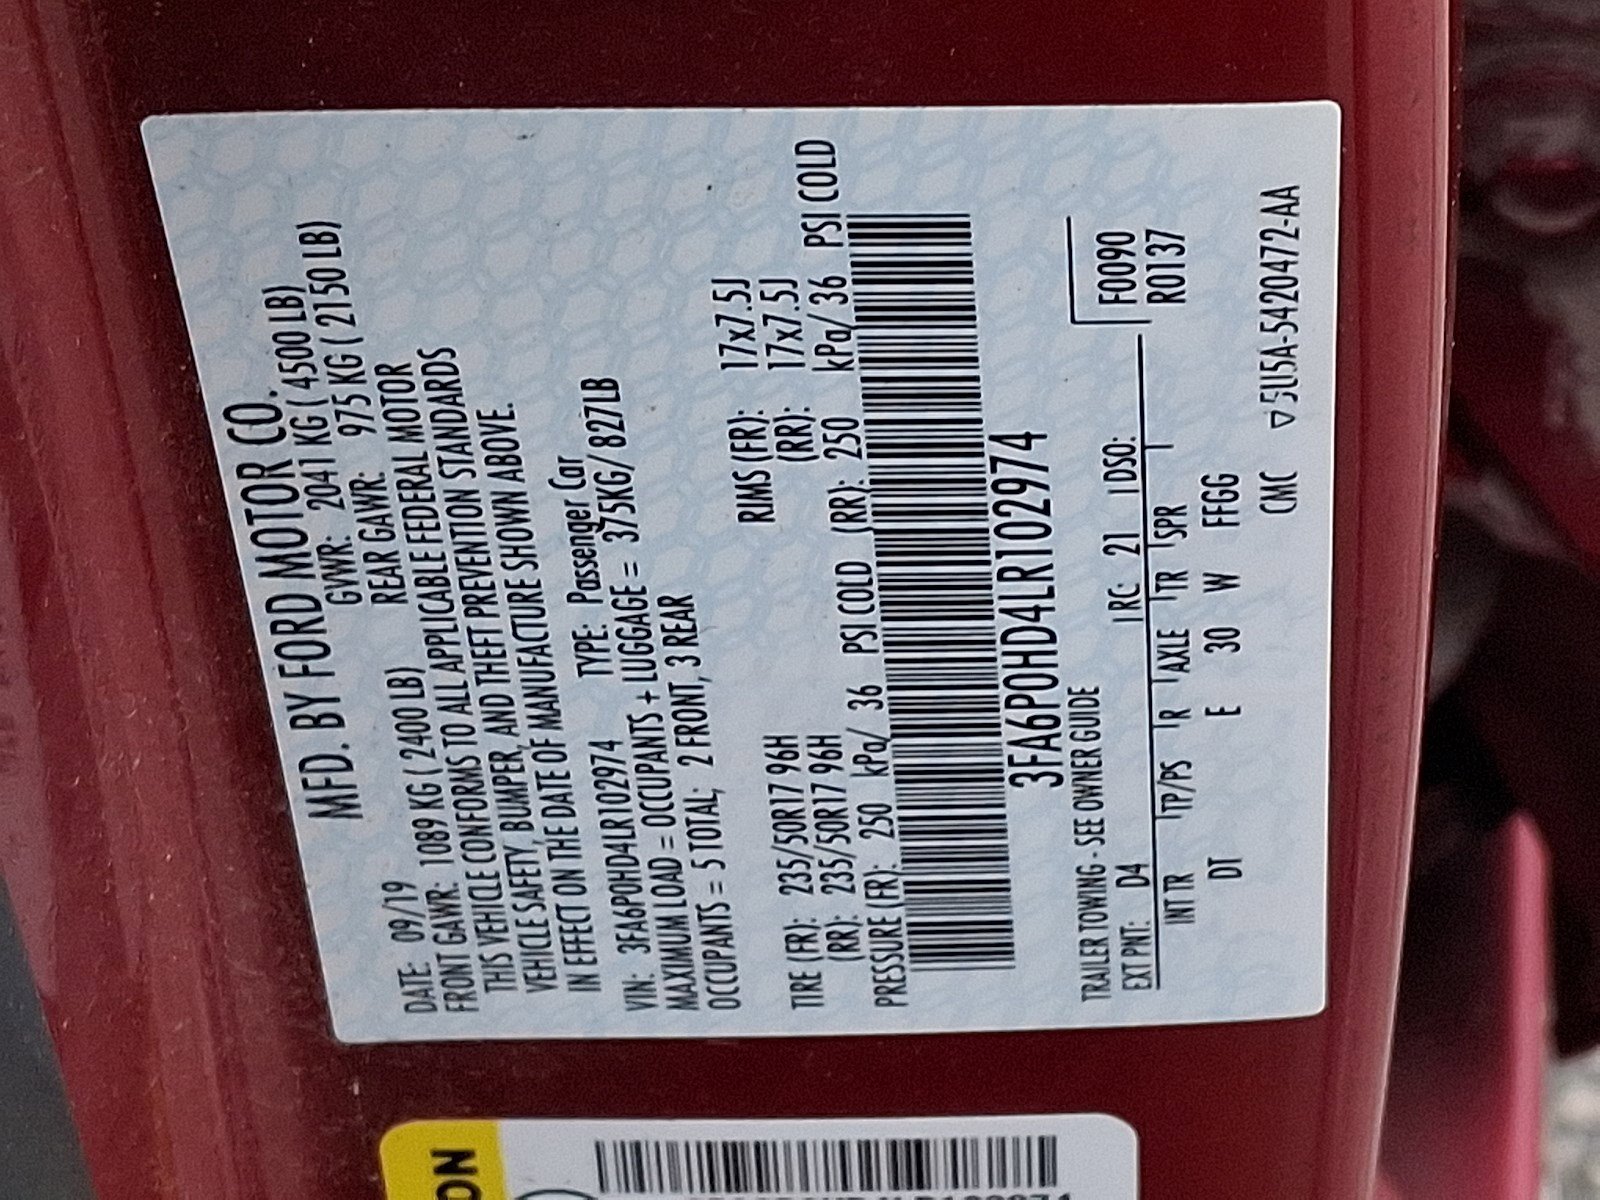 MFD. BY FORD MOTOR CO.
DATE: 09/19 GVWR: 2041 KG ( 4500 LB)
FRONT GAWR: 1089 KG ( 2400 LB) REAR GAWR: 975 KG ( 2150 LB)
THIS VEHICLE CONFORMS TO ALL APPLICABLE FEDERAL MOTOR
VEHICLE SAFETY, BUMPER, AND THEFT PREVENTION STANDARDS
IN EFFECT ON THE DATE OF MANUFACTURE SHOWN ABOVE.
VIN: 3FA6P0HD4LR102974 TYPE: Passenger Car
MAXIMUM LOAD = OCCUPANTS + LUGGAGE = 375KG/ 827LB
OCCUPANTS = 5 TOTAL; 2 FRONT, 3 REAR
TIRE (FR): 235/50R17 96H RIMS (FR): 17x7.5J
(RR): 235/50R17 96H (RR): 17x7.5J
PRESSURE (FR): 250 kPa/ 36 PSI COLD (RR): 250 kPa/ 36 PSI COLD
3FA6P0HD4LR102974
TRAILER TOWING - SEE OWNER GUIDE
EXT PNT: D4 RC: 21 DSO: F0090
R0137
INT TR TP/PS R AXLE TR SPR
DT E 30 W FFGG
CMC ▽5U5A-5420472-AA
ON